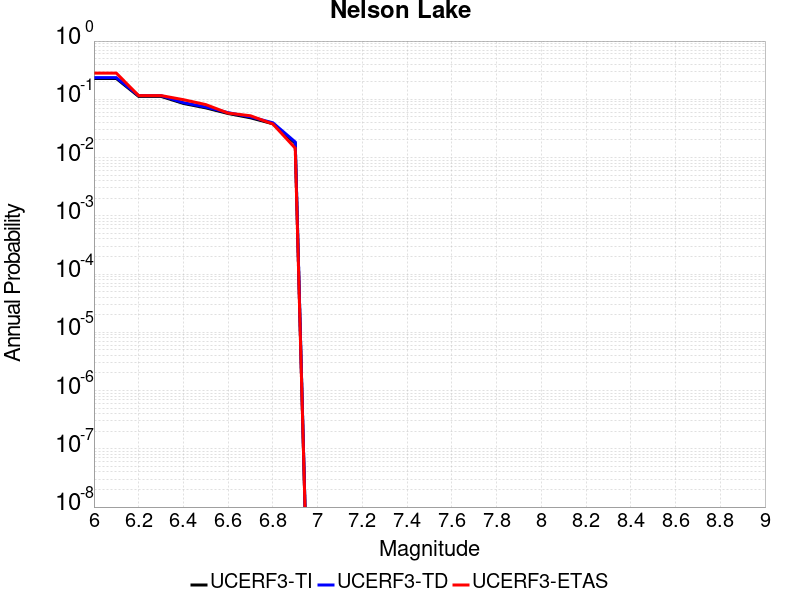 Nelson Lake
10^0
10^-1
10^-2
10^-3
10^-4
10^-5
10^-6
10^-7
10^-8
Annual Probability
6 6.2 6.4 6.6 6.8 7 7.2 7.4 7.6 7.8 8 8.2 8.4 8.6 8.8 9
Magnitude
UCERF3-TI UCERF3-TD UCERF3-ETAS